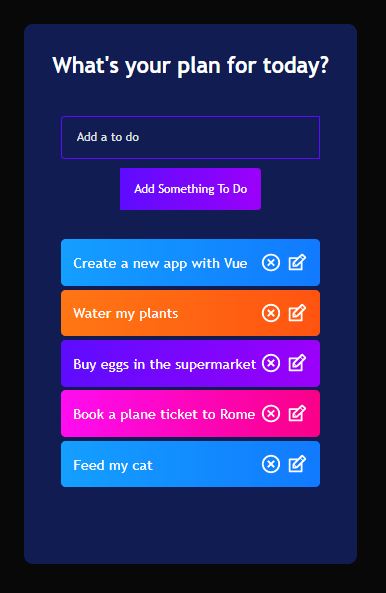 What's your plan for today?
Add a to do
Add Something To Do
Create a new app with Vue
Water my plants
Buy eggs in the supermarket
Book a plane ticket to Rome
Feed my cat